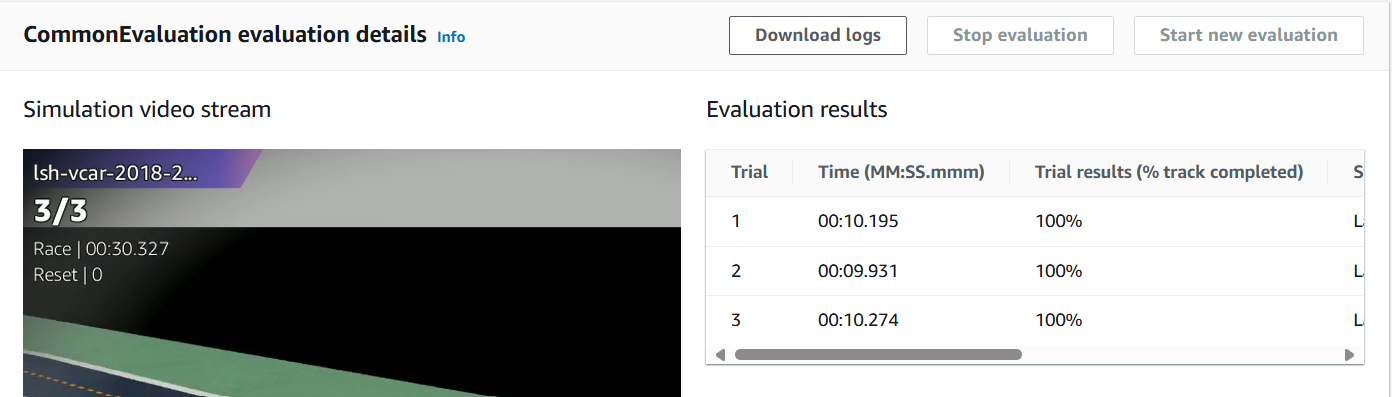 CommonEvaluation evaluation details Info
Download logs
Stop evaluation
Start new evaluation
Simulation video stream
lsh-vcar-2018-2...
3/3
Race | 00:30.327
Reset | 0
Evaluation results
Trial Time (MM:SS.mmm) Trial results (% track completed) S
1 00:10.195 100% L
2 00:09.931 100% L
3 00:10.274 100% L